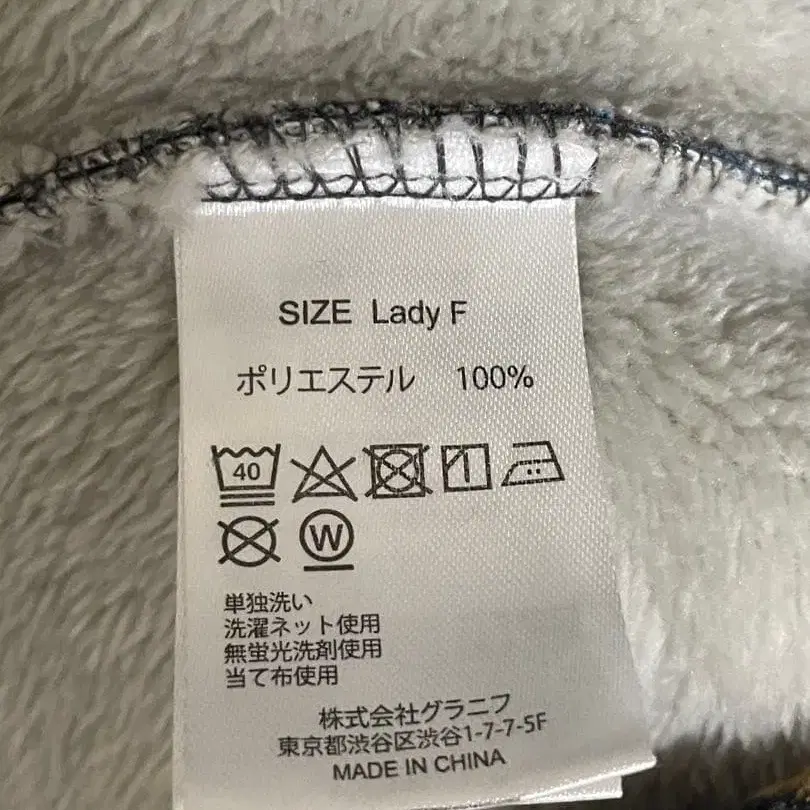 SIZE Lady F
ポリエステル 100%
40
W
単独洗い
洗濯ネット使用
無蛍光洗剤使用
当て布使用
株式会社グラニフ
東京都渋谷区渋谷1-7-7-5F
MADE IN CHINA